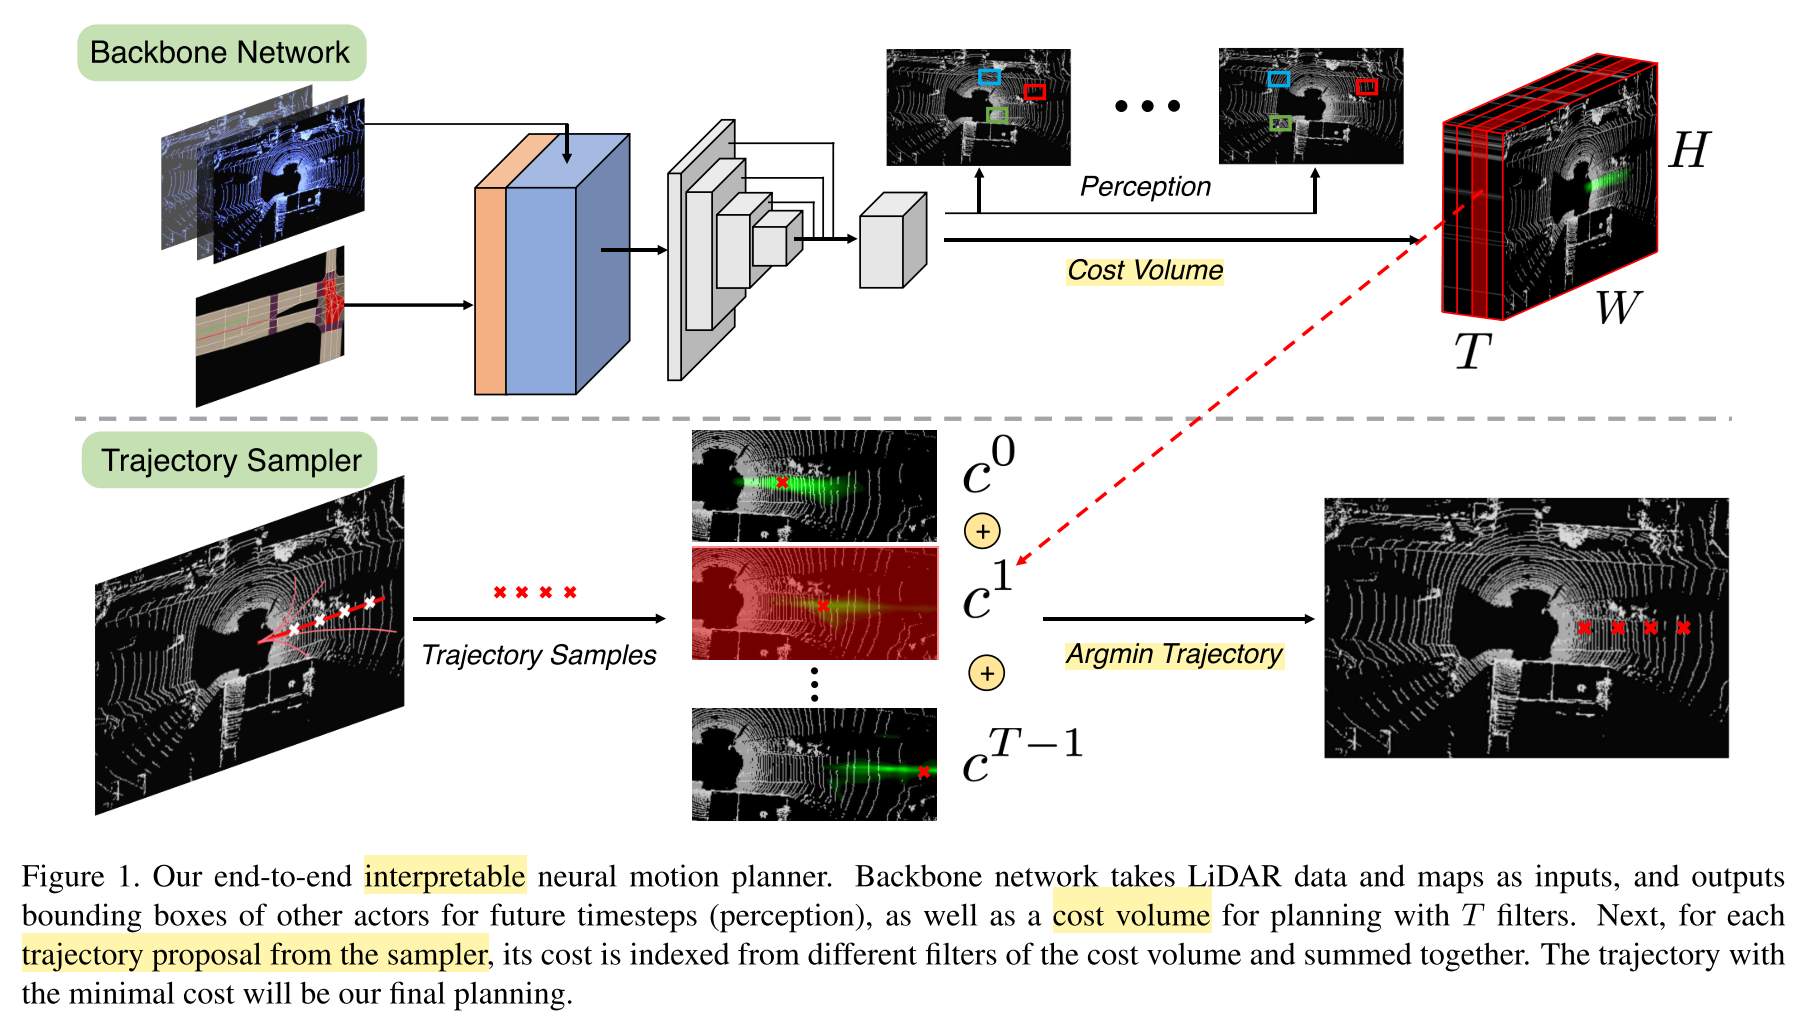 Backbone Network
Perception
Cost Volume
H
W
T
Trajectory Sampler
Trajectory Samples
c^0
+
c^1
+
c^{T-1}
Argmin Trajectory
Figure 1. Our end-to-end interpretable neural motion planner. Backbone network takes LiDAR data and maps as inputs, and outputs
bounding boxes of other actors for future timesteps (perception), as well as a cost volume for planning with T filters. Next, for each
trajectory proposal from the sampler, its cost is indexed from different filters of the cost volume and summed together. The trajectory with
the minimal cost will be our final planning.